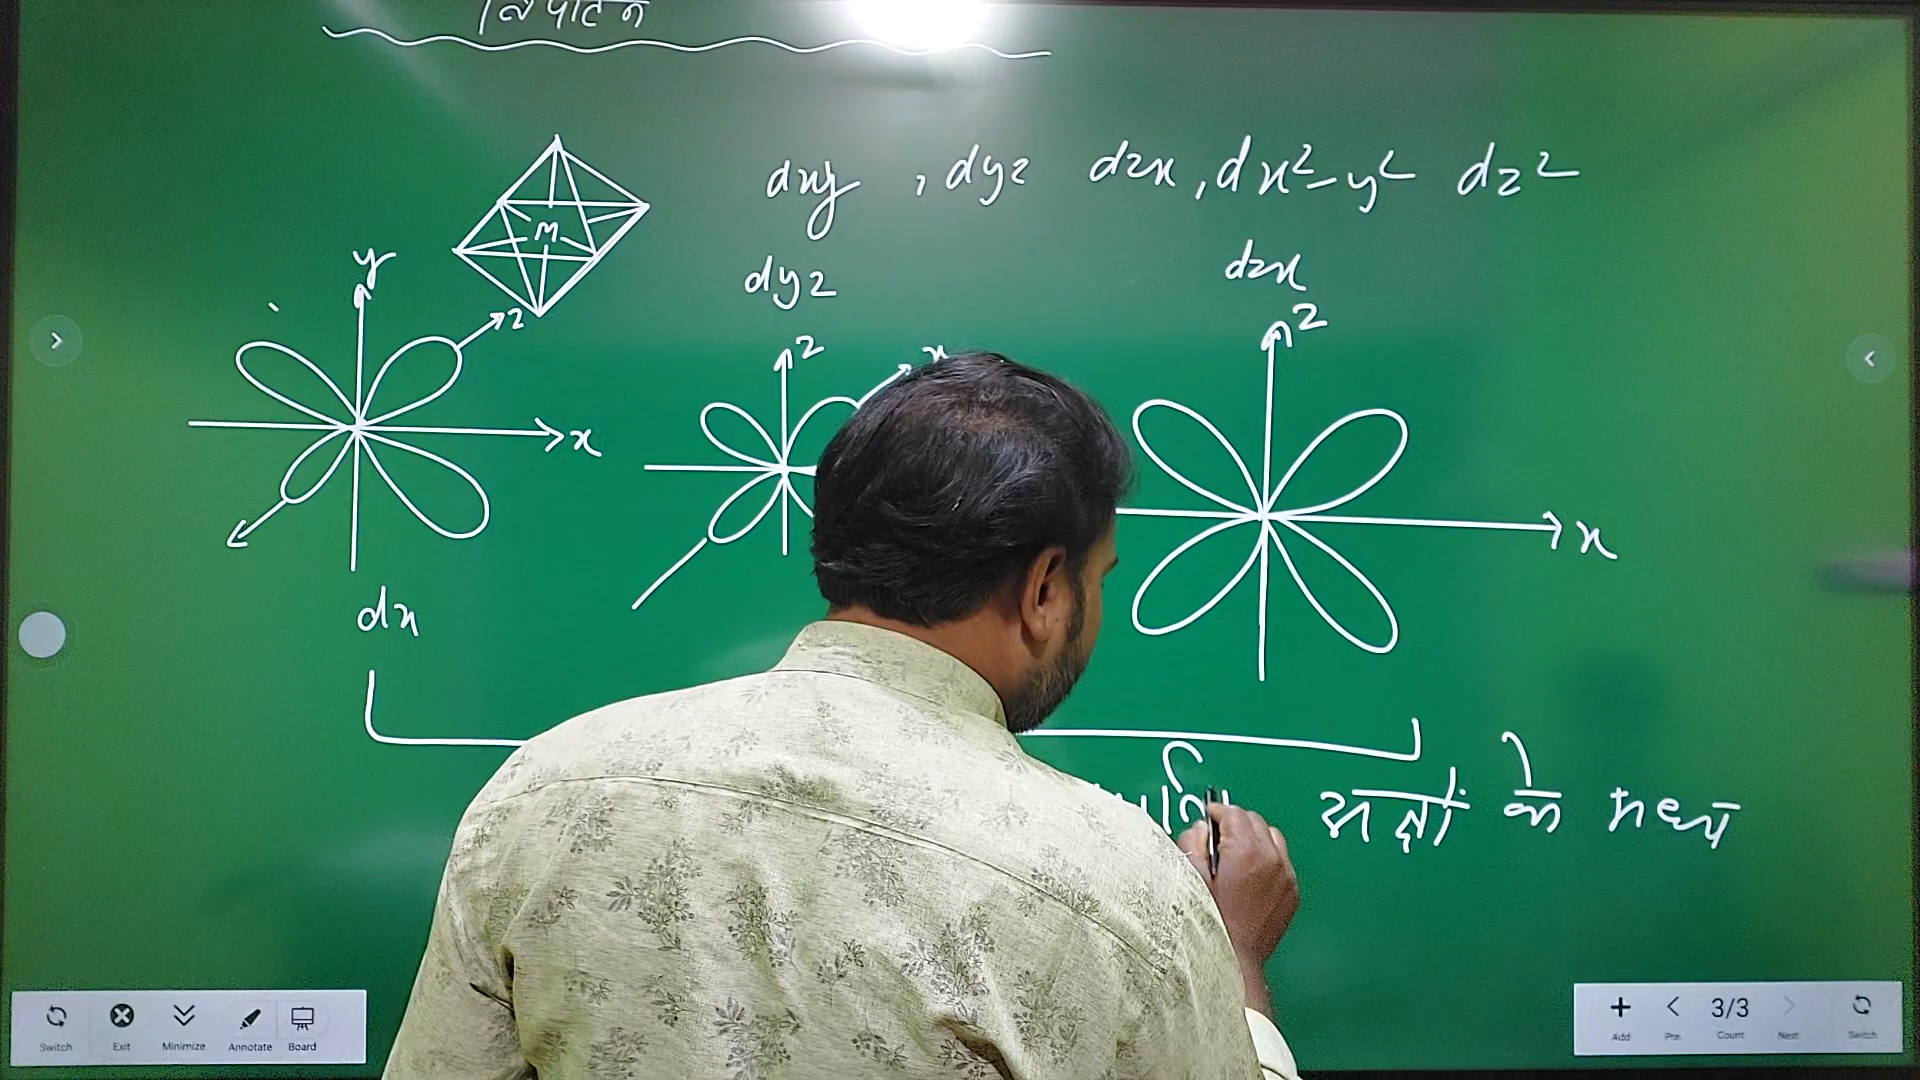 dxy , dyz dzx, dx²-y² dz²
M
y
z
x
dx
dyz
z
x
dzx
z
x
अक्षों के मध्य
Switch Exit Minimize Annotate Board
3/3
Add Pre Count Next Switch